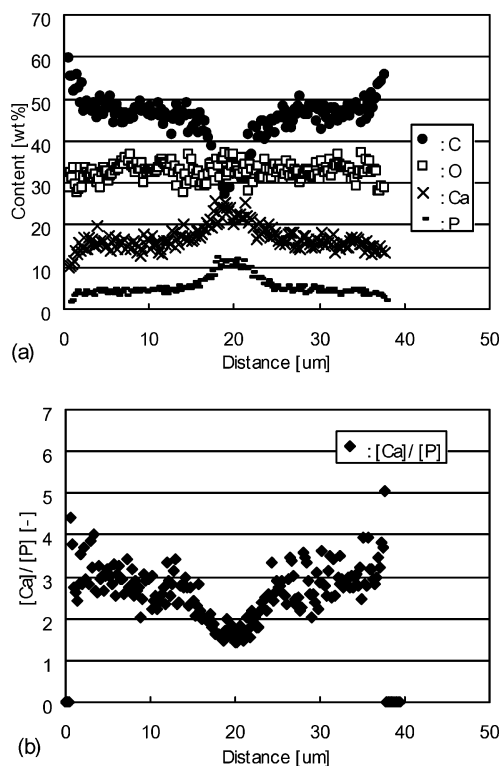 70
60
50
40
30
20
10
0
Content [wt%]
: C
: O
: Ca
: P
0 10 20 30 40 50
Distance [um]
(a)
7
6
5
4
3
2
1
0
[Ca]/ [P] [-]
: [Ca]/ [P]
0 10 20 30 40 50
Distance [um]
(b)